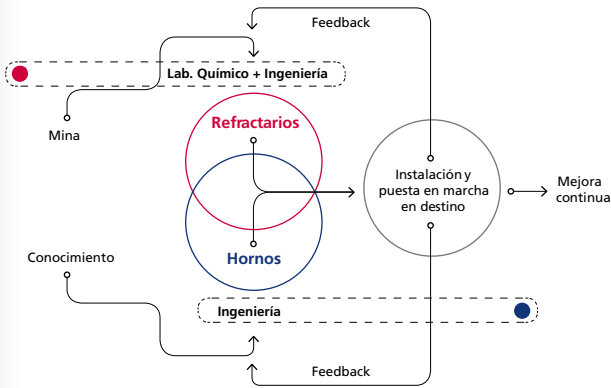 Feedback
Lab. Químico + Ingeniería
Mina
Refractarios
Instalación y
puesta en marcha
en destino
Mejora
continua
Conocimiento
Hornos
Ingeniería
Feedback